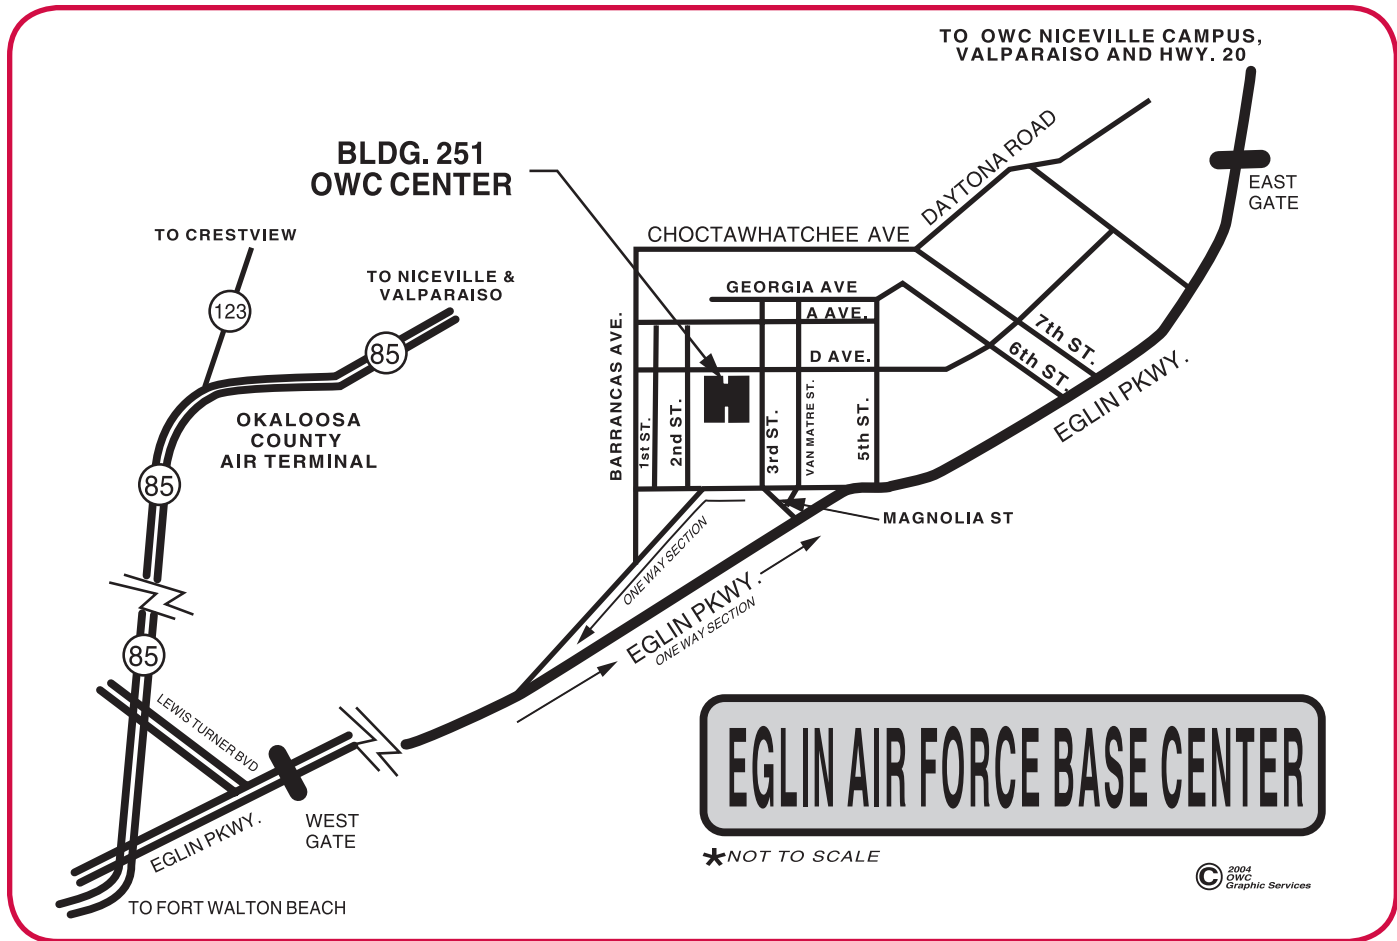 TO OWC NICEVILLE CAMPUS,
VALPARAISO AND HWY. 20
EAST
GATE
DAYTONA ROAD
BLDG. 251
OWC CENTER
CHOCTAWHATCHEE AVE
TO CRESTVIEW
123
TO NICEVILLE &
VALPARAISO
85
GEORGIA AVE
A AVE.
D AVE.
BARRANCAS AVE.
1st ST.
2nd ST.
3rd ST.
VAN MATRE ST.
5th ST.
7th ST.
6th ST.
EGLIN PKWY.
OKALOOSA
COUNTY
AIR TERMINAL
85
MAGNOLIA ST
ONE WAY SECTION
EGLIN PKWY.
ONE WAY SECTION
85
LEWIS TURNER BVD
WEST
GATE
EGLIN PKWY.
TO FORT WALTON BEACH
EGLIN AIR FORCE BASE CENTER
*NOT TO SCALE
© 2004
OWC
Graphic Services